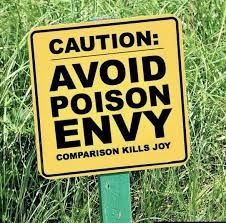 CAUTION:
AVOID
POISON
ENVY
COMPARISON KILLS JOY